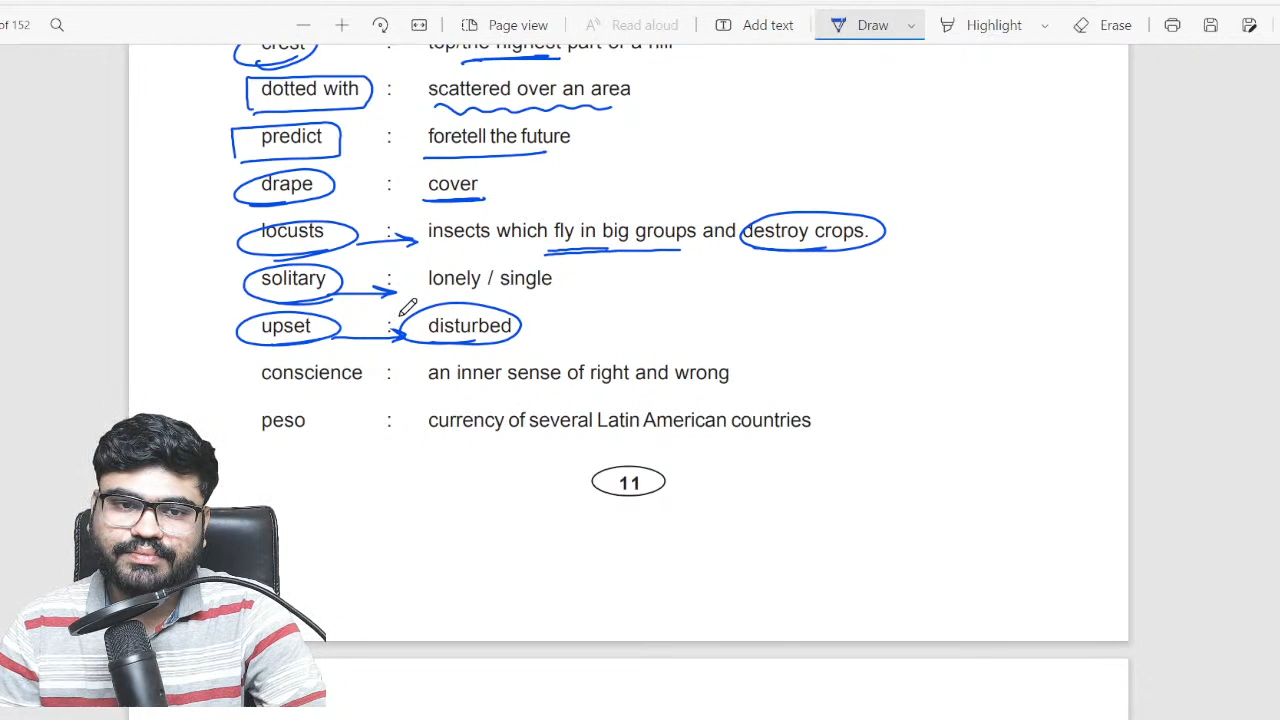 of 152
Page view
Read aloud
Add text
Draw
Highlight
Erase
crest : top/the highest part of a hill
dotted with : scattered over an area
predict : foretell the future
drape : cover
locusts : insects which fly in big groups and destroy crops.
solitary : lonely / single
upset : disturbed
conscience : an inner sense of right and wrong
peso : currency of several Latin American countries
11